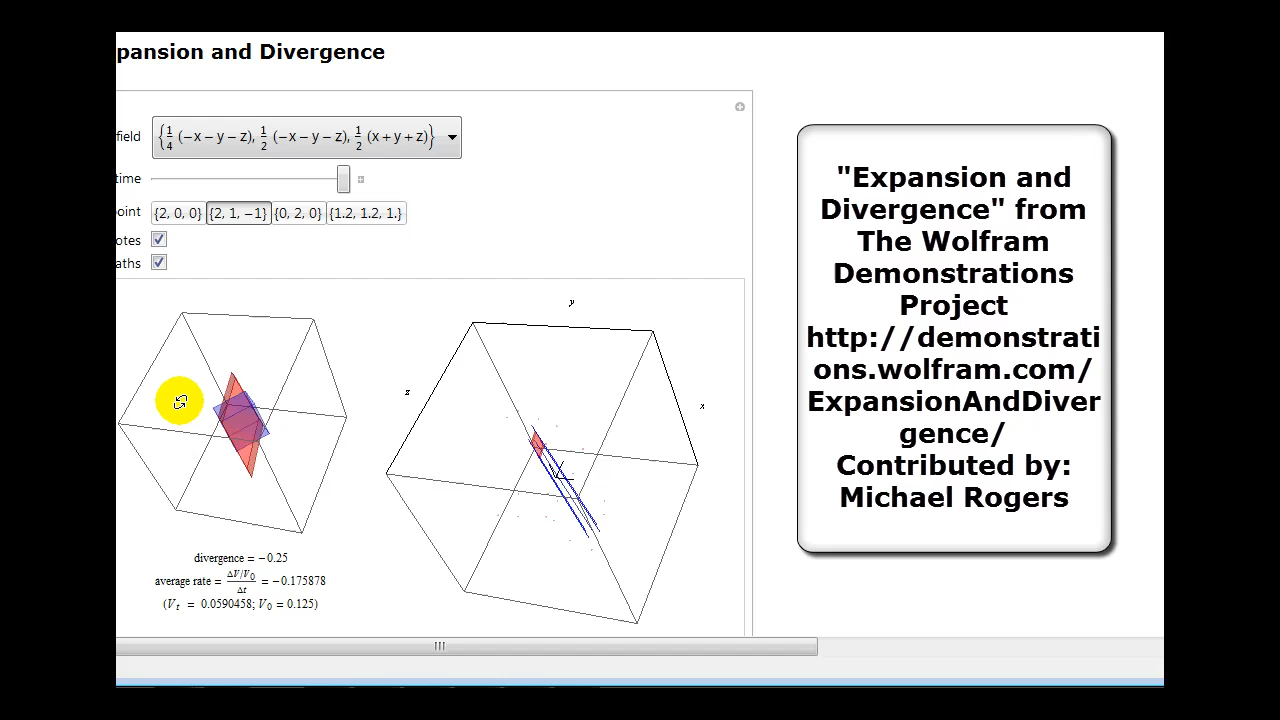 pansion and Divergence
field {1/4 (−x − y − z), 1/2 (−x − y − z), 1/2 (x + y + z)}
time
oint {2, 0, 0} {2, 1, −1} {0, 2, 0} {1.2, 1.2, 1.}
otes
aths
y
z
x
divergence = −0.25
average rate = (ΔV/V0)/Δt = −0.175878
(Vt = 0.0590458; V0 = 0.125)
"Expansion and
Divergence" from
The Wolfram
Demonstrations
Project
http://demonstrati
ons.wolfram.com/
ExpansionAndDiver
gence/
Contributed by:
Michael Rogers